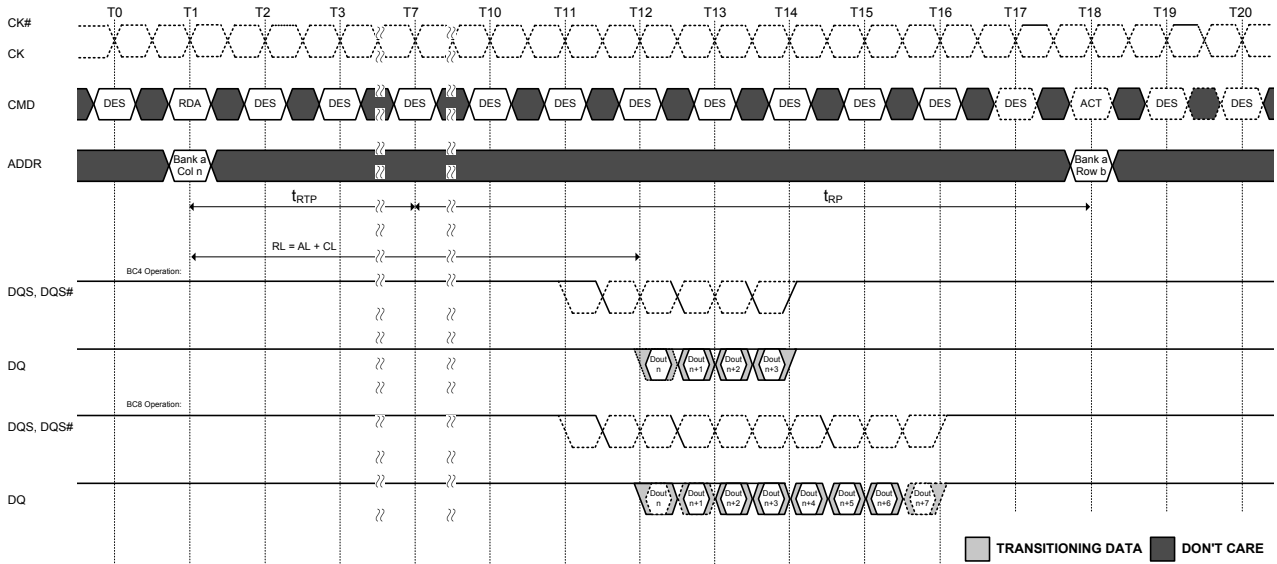 T0 T1 T2 T3 T7 T10 T11 T12 T13 T14 T15 T16 T17 T18 T19 T20
CK#
CK
CMD DES RDA DES DES DES DES DES DES DES DES DES DES DES ACT DES DES
ADDR
Bank a
Col n
Bank a
Row b
tRTP tRP
RL = AL + CL
BC4 Operation:
DQS, DQS#
DQ
Dout
n
Dout
n+1
Dout
n+2
Dout
n+3
BC8 Operation:
DQS, DQS#
DQ
Dout
n
Dout
n+1
Dout
n+2
Dout
n+3
Dout
n+4
Dout
n+5
Dout
n+6
Dout
n+7
TRANSITIONING DATA DON'T CARE